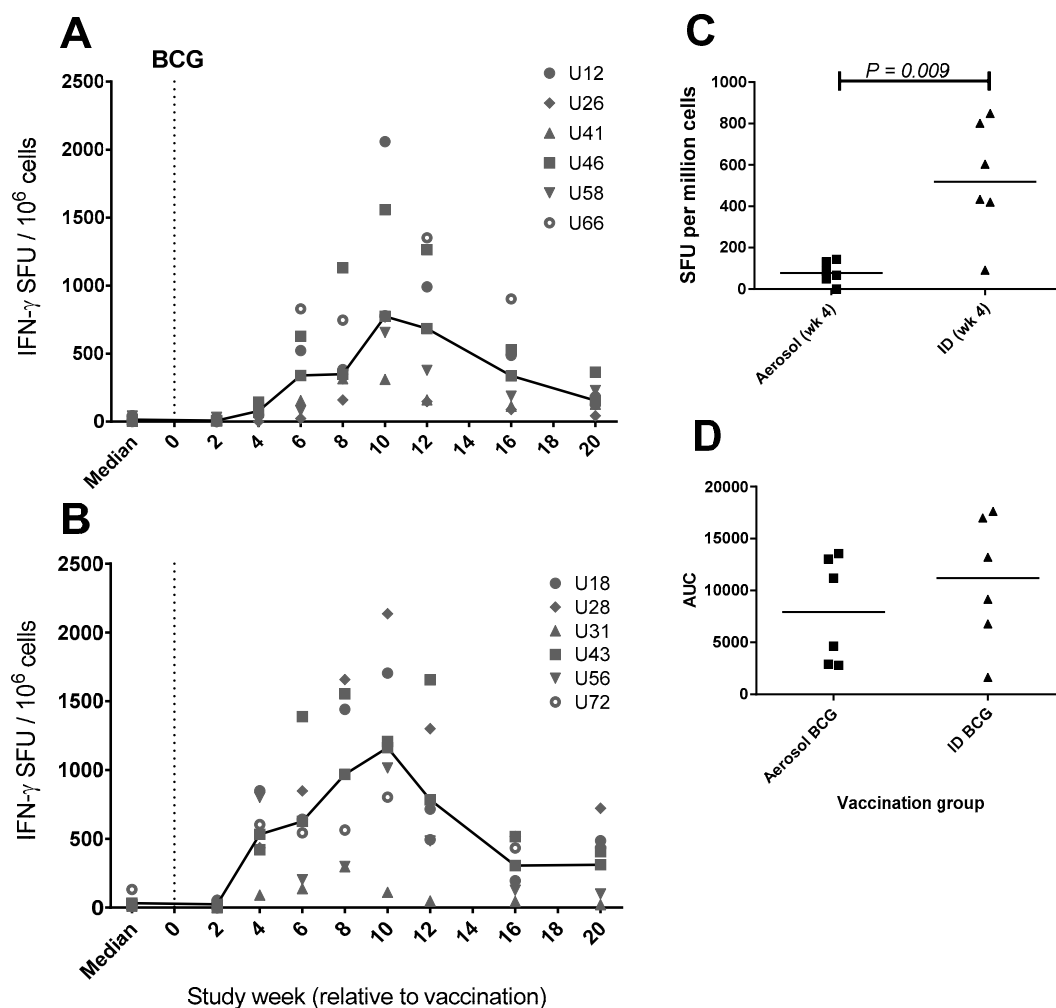 A
BCG
IFN-γ SFU / 10⁶ cells
2500
2000
1500
1000
500
0
Median
0
2
4
6
8
10
12
14
16
18
20
U12
U26
U41
U46
U58
U66
B
IFN-γ SFU / 10⁶ cells
2500
2000
1500
1000
500
0
Median
0
2
4
6
8
10
12
14
16
18
20
U18
U28
U31
U43
U56
U72
Study week (relative to vaccination)
C
P = 0.009
SFU per million cells
1000
800
600
400
200
0
Aerosol (wk 4)
ID (wk 4)
D
AUC
20000
15000
10000
5000
0
Aerosol BCG
ID BCG
Vaccination group